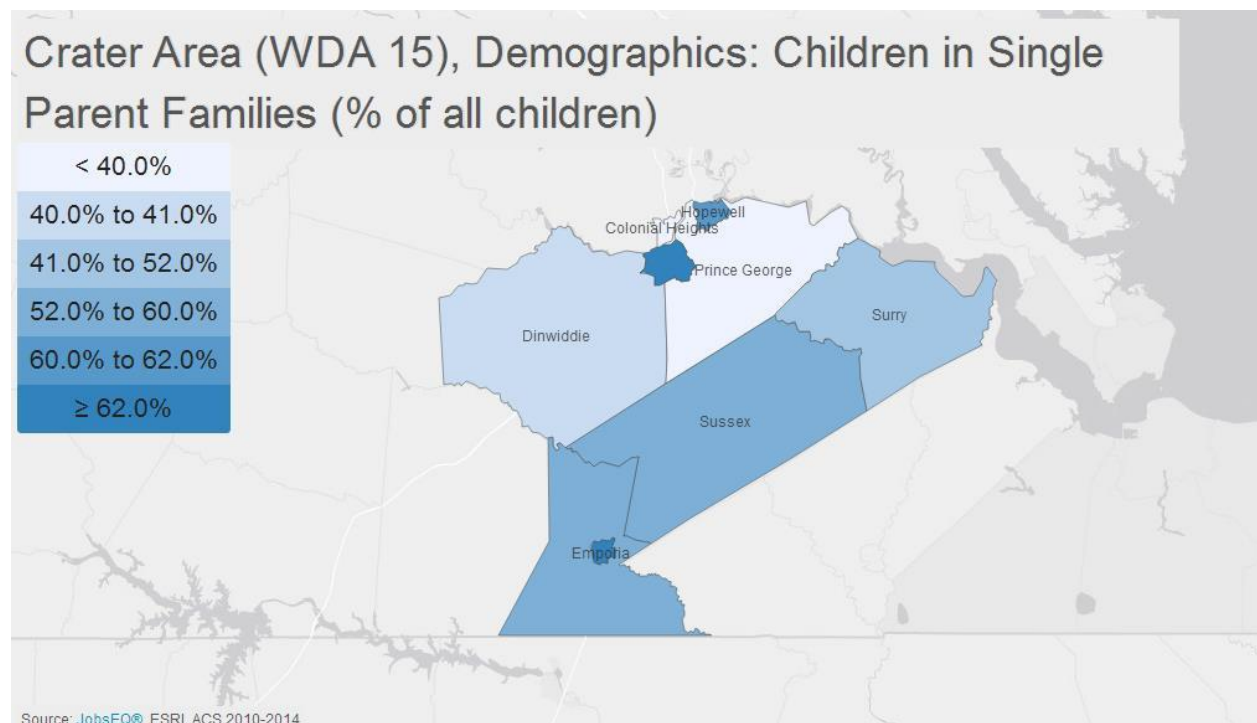 Crater Area (WDA 15), Demographics: Children in Single
Parent Families (% of all children)
< 40.0%
40.0% to 41.0%
41.0% to 52.0%
52.0% to 60.0%
60.0% to 62.0%
≥ 62.0%
Hopewell
Colonial Heights
Prince George
Surry
Dinwiddie
Sussex
Emporia
Source: JobsEQ®, ESRI, ACS 2010-2014